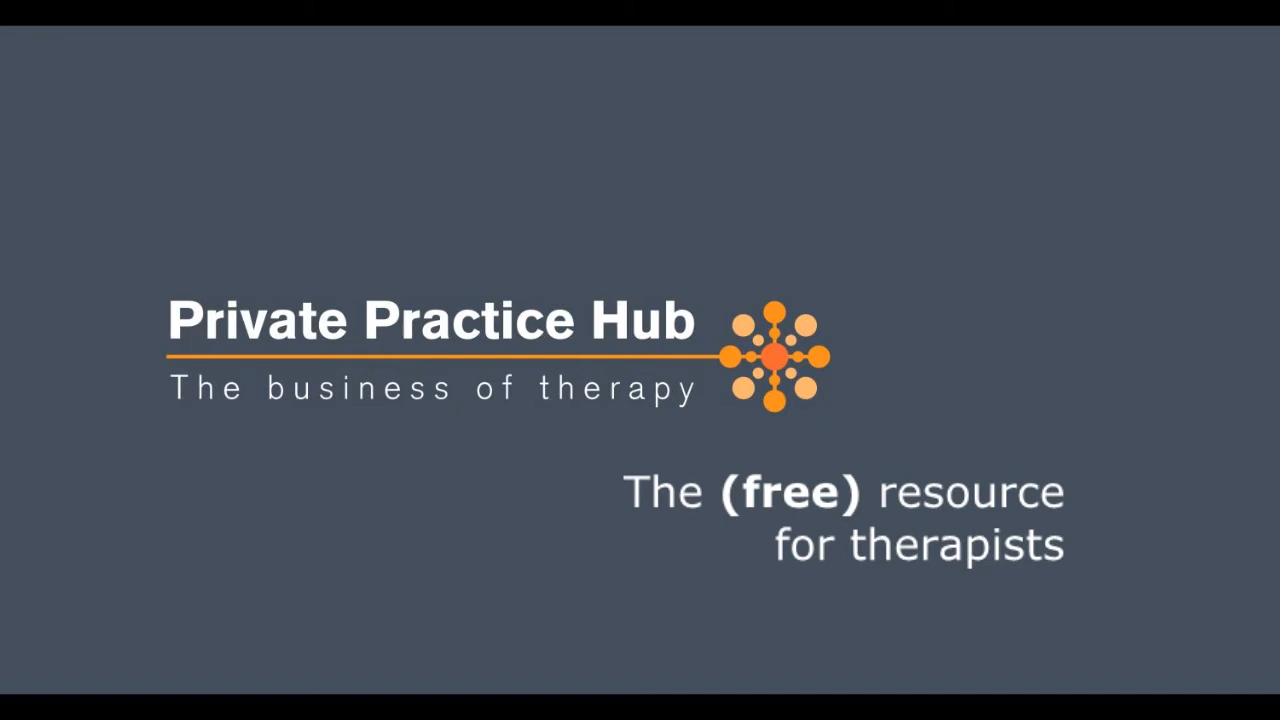 Private Practice Hub
The business of therapy
The (free) resource
for therapists